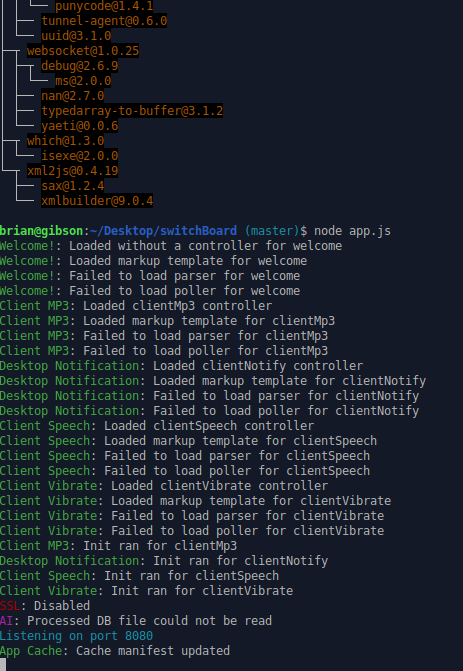 │ │ └── punycode@1.4.1
│ ├── tunnel-agent@0.6.0
│ └── uuid@3.1.0
├─┬ websocket@1.0.25
│ ├─┬ debug@2.6.9
│ │ └── ms@2.0.0
│ ├── nan@2.7.0
│ ├── typedarray-to-buffer@3.1.2
│ └── yaeti@0.0.6
├─┬ which@1.3.0
│ └── isexe@2.0.0
└─┬ xml2js@0.4.19
  ├── sax@1.2.4
  └── xmlbuilder@9.0.4
brian@gibson:~/Desktop/switchBoard (master)$ node app.js
Welcome!: Loaded without a controller for welcome
Welcome!: Loaded markup template for welcome
Welcome!: Failed to load parser for welcome
Welcome!: Failed to load poller for welcome
Client MP3: Loaded clientMp3 controller
Client MP3: Loaded markup template for clientMp3
Client MP3: Failed to load parser for clientMp3
Client MP3: Failed to load poller for clientMp3
Desktop Notification: Loaded clientNotify controller
Desktop Notification: Loaded markup template for clientNotify
Desktop Notification: Failed to load parser for clientNotify
Desktop Notification: Failed to load poller for clientNotify
Client Speech: Loaded clientSpeech controller
Client Speech: Loaded markup template for clientSpeech
Client Speech: Failed to load parser for clientSpeech
Client Speech: Failed to load poller for clientSpeech
Client Vibrate: Loaded clientVibrate controller
Client Vibrate: Loaded markup template for clientVibrate
Client Vibrate: Failed to load parser for clientVibrate
Client Vibrate: Failed to load poller for clientVibrate
Client MP3: Init ran for clientMp3
Desktop Notification: Init ran for clientNotify
Client Speech: Init ran for clientSpeech
Client Vibrate: Init ran for clientVibrate
SSL: Disabled
AI: Processed DB file could not be read
Listening on port 8080
App Cache: Cache manifest updated